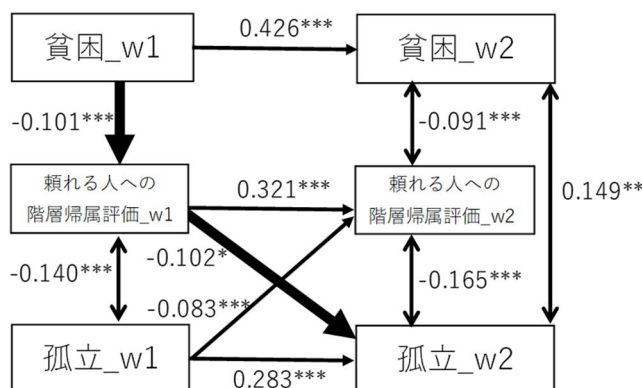 貧困_w1
0.426***
貧困_w2
-0.101***
-0.091***
頼れる人への
階層帰属評価_w1
0.321***
頼れる人への
階層帰属評価_w2
0.149**
-0.140***
-0.102*
-0.083***
-0.165***
孤立_w1
0.283***
孤立_w2